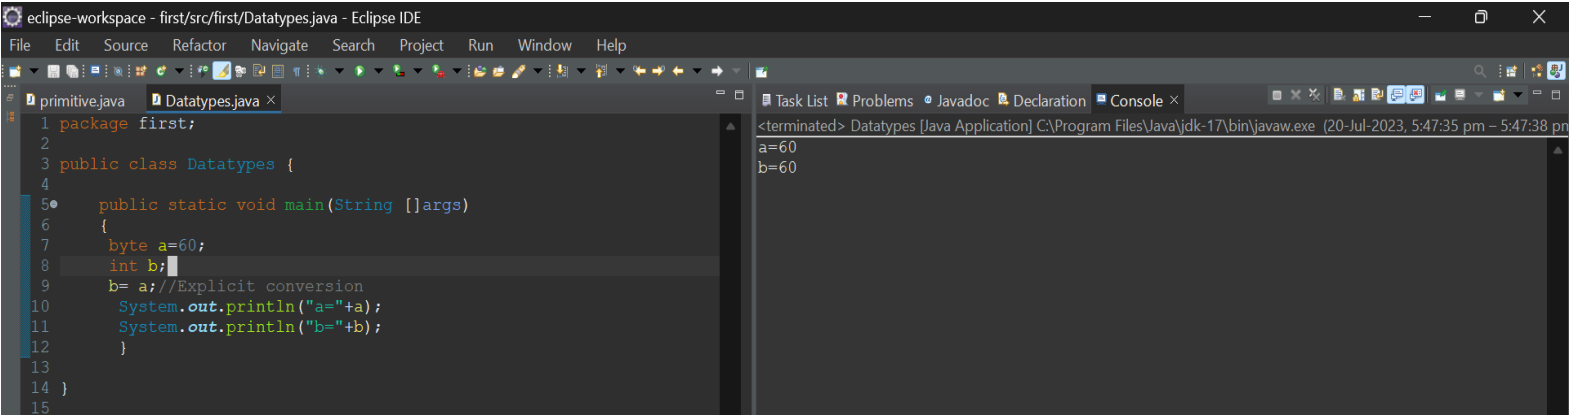 eclipse-workspace - first/src/first/Datatypes.java - Eclipse IDE
File Edit Source Refactor Navigate Search Project Run Window Help
primitive.java Datatypes.java
1 package first;
2
3 public class Datatypes {
4
5 public static void main(String []args)
6 {
7 byte a=60;
8 int b;
9 b= a;//Explicit conversion
10 System.out.println("a="+a);
11 System.out.println("b="+b);
12 }
13
14 }
15
Task List Problems Javadoc Declaration Console
<terminated> Datatypes [Java Application] C:\Program Files\Java\jdk-17\bin\javaw.exe (20-Jul-2023, 5:47:35 pm – 5:47:38 pn
a=60
b=60